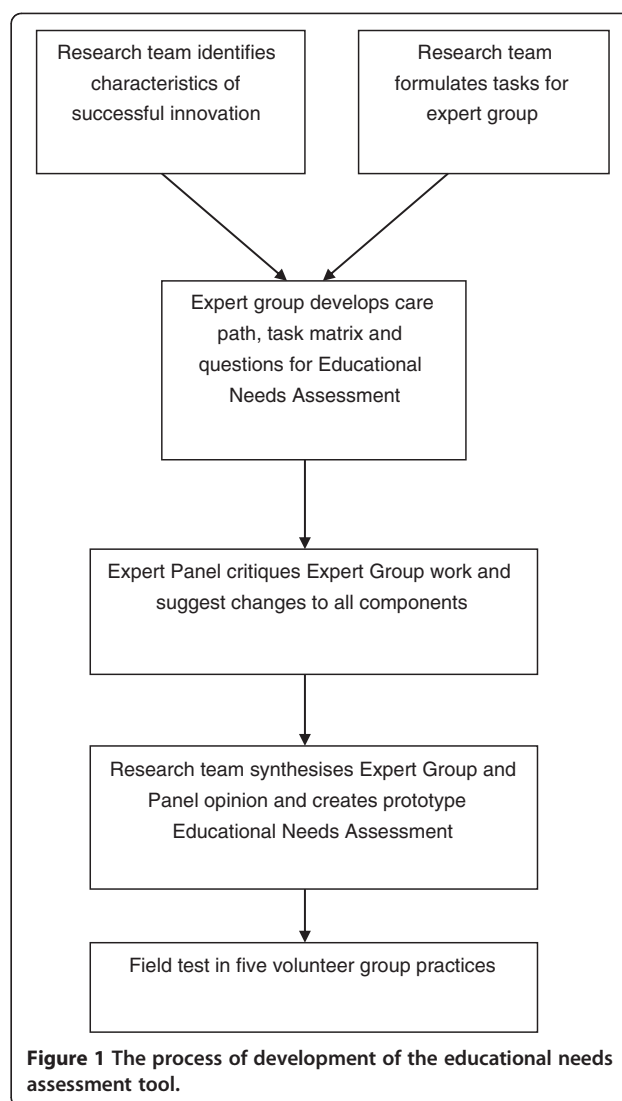 Research team identifies
characteristics of
successful innovation
Research team
formulates tasks for
expert group
Expert group develops care
path, task matrix and
questions for Educational
Needs Assessment
Expert Panel critiques Expert Group work and
suggest changes to all components
Research team synthesises Expert Group and
Panel opinion and creates prototype
Educational Needs Assessment
Field test in five volunteer group practices
Figure 1 The process of development of the educational needs
assessment tool.